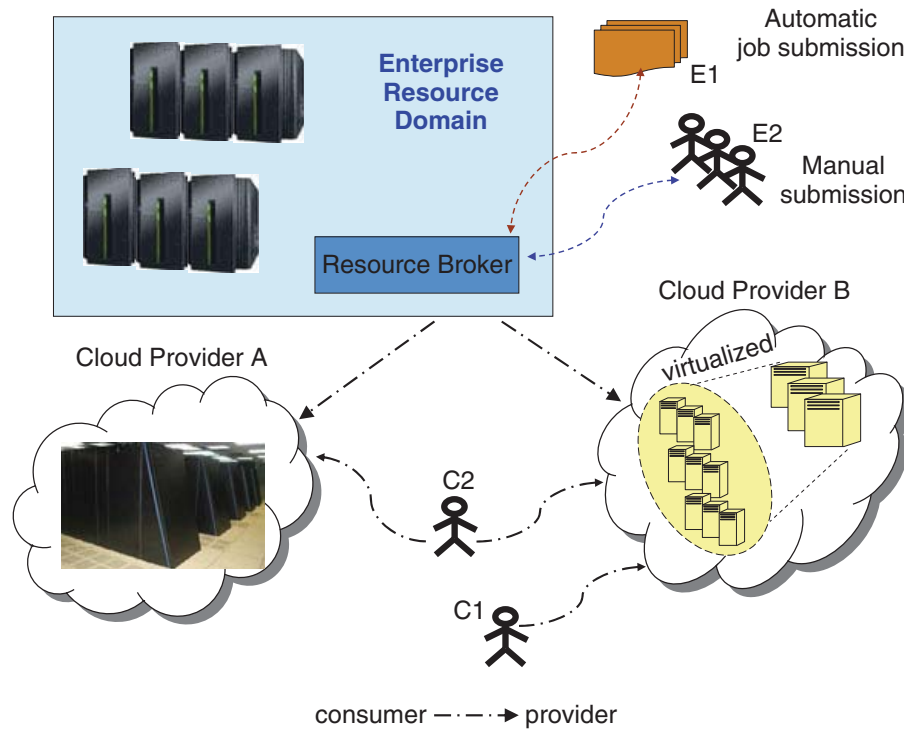 Automatic
job submission
E1
Enterprise
Resource
Domain
E2
Manual
submission
Resource Broker
Cloud Provider B
Cloud Provider A
virtualized
C2
C1
consumer
provider